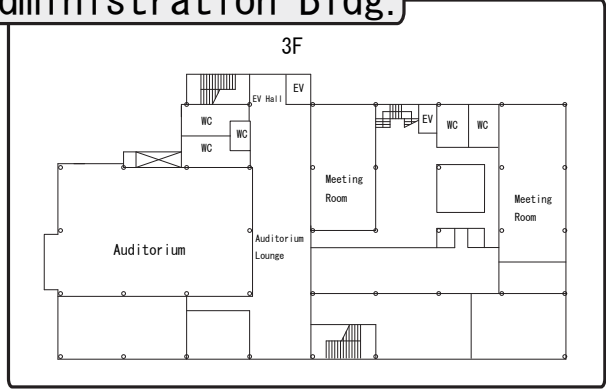 dministration Bldg.
3F
EV
EV Hall
WC
WC
WC
EV
WC
WC
Meeting
Room
Meeting
Room
Auditorium
Auditorium
Lounge